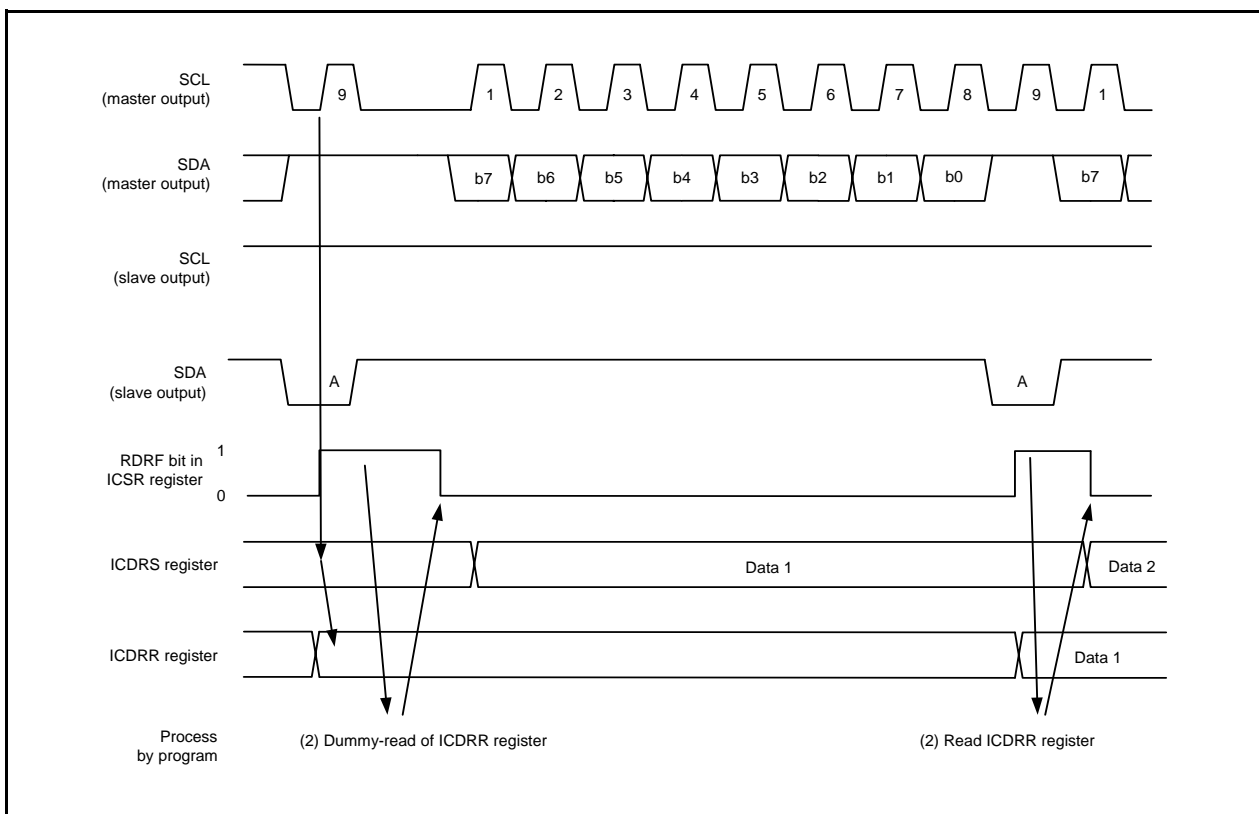 SCL
(master output)
9 1 2 3 4 5 6 7 8 9 1
SDA
(master output)
b7 b6 b5 b4 b3 b2 b1 b0 b7
SCL
(slave output)
SDA
(slave output)
A A
RDRF bit in
ICSR register
1
0
ICDRS register
Data 1 Data 2
ICDRR register
Data 1
Process
by program
(2) Dummy-read of ICDRR register (2) Read ICDRR register